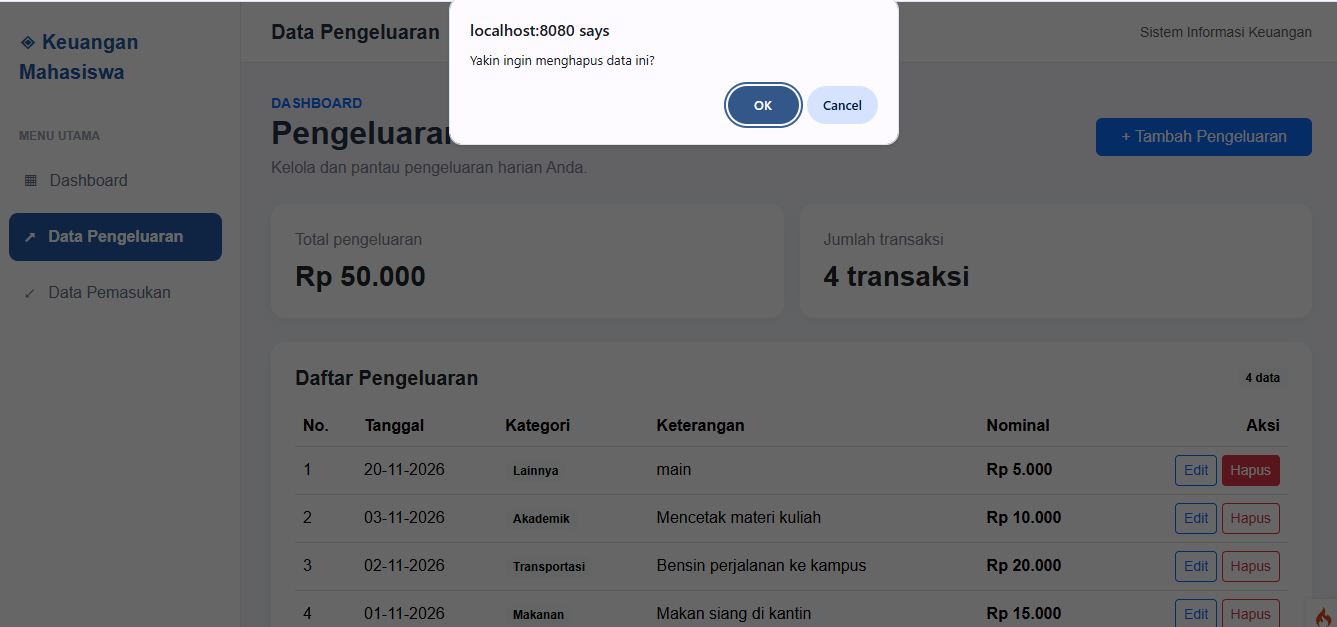 localhost:8080 says
Yakin ingin menghapus data ini?
OK Cancel
Keuangan
Mahasiswa
MENU UTAMA
Dashboard
Data Pengeluaran
Data Pemasukan
Data Pengeluaran
Sistem Informasi Keuangan
DASHBOARD
Pengeluaran
Kelola dan pantau pengeluaran harian Anda.
+ Tambah Pengeluaran
Total pengeluaran
Rp 50.000
Jumlah transaksi
4 transaksi
Daftar Pengeluaran
4 data
No. Tanggal Kategori Keterangan Nominal Aksi
1 20-11-2026 Lainnya main Rp 5.000 Edit Hapus
2 03-11-2026 Akademik Mencetak materi kuliah Rp 10.000 Edit Hapus
3 02-11-2026 Transportasi Bensin perjalanan ke kampus Rp 20.000 Edit Hapus
4 01-11-2026 Makanan Makan siang di kantin Rp 15.000 Edit Hapus